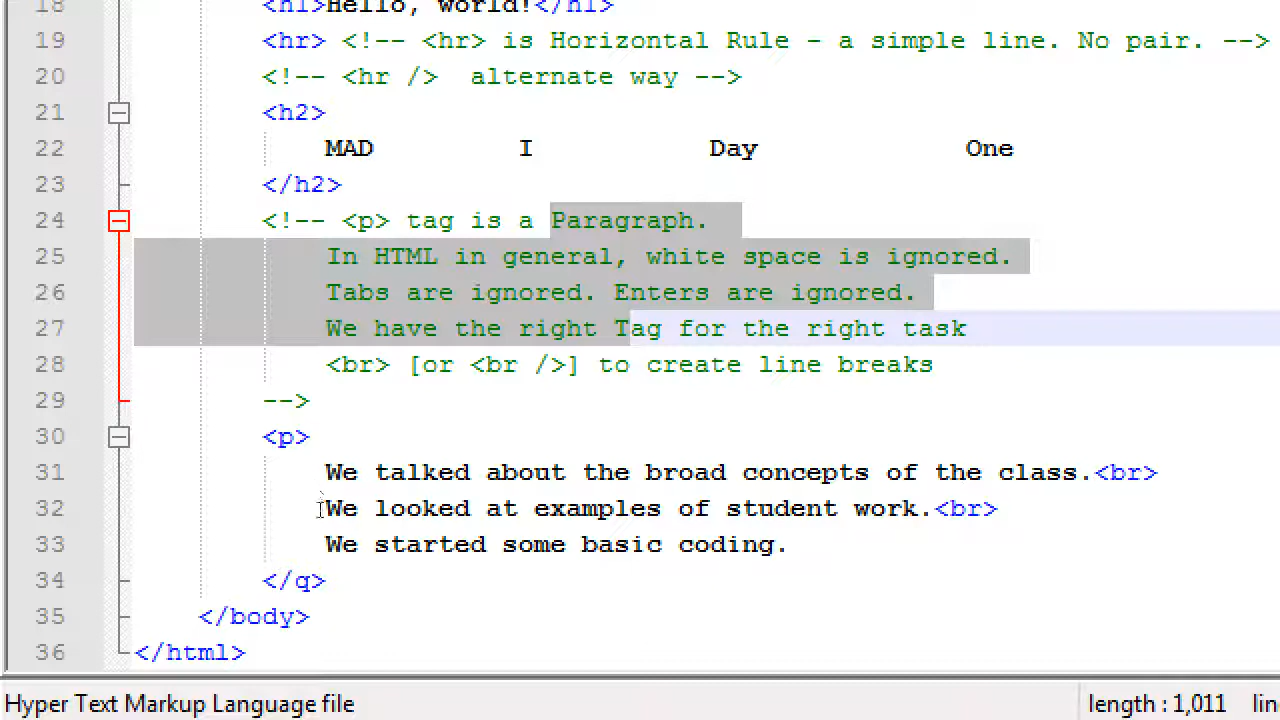 18 <h1>Hello, world!</h1>
19 <hr> <!-- <hr> is Horizontal Rule - a simple line. No pair. -->
20 <!-- <hr /> alternate way -->
21 <h2>
22 MAD I Day One
23 </h2>
24 <!-- <p> tag is a Paragraph.
25 In HTML in general, white space is ignored.
26 Tabs are ignored. Enters are ignored.
27 We have the right Tag for the right task
28 <br> [or <br />] to create line breaks
29 -->
30 <p>
31 We talked about the broad concepts of the class.<br>
32 We looked at examples of student work.<br>
33 We started some basic coding.
34 </q>
35 </body>
36 </html>
Hyper Text Markup Language file length : 1,011 lin